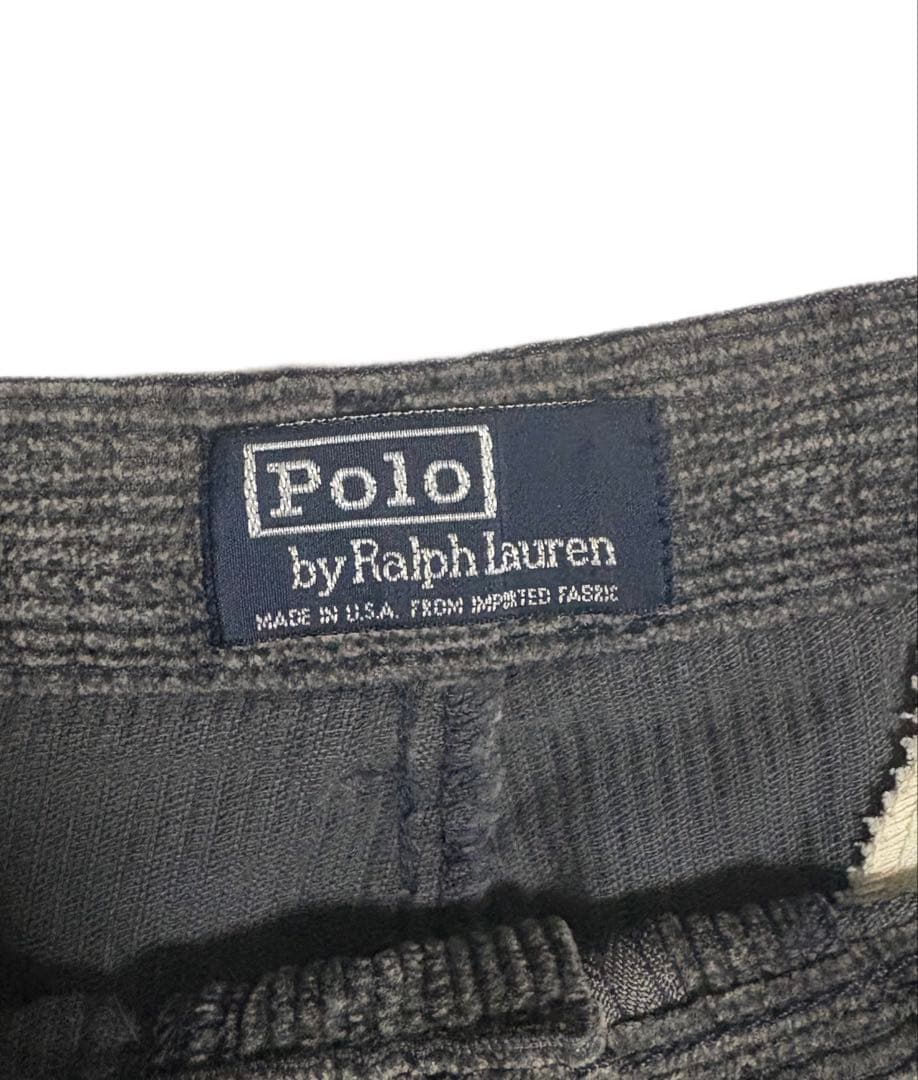 Polo
by Ralph Lauren
MADE IN U.S.A. FROM IMPORTED FABRIC